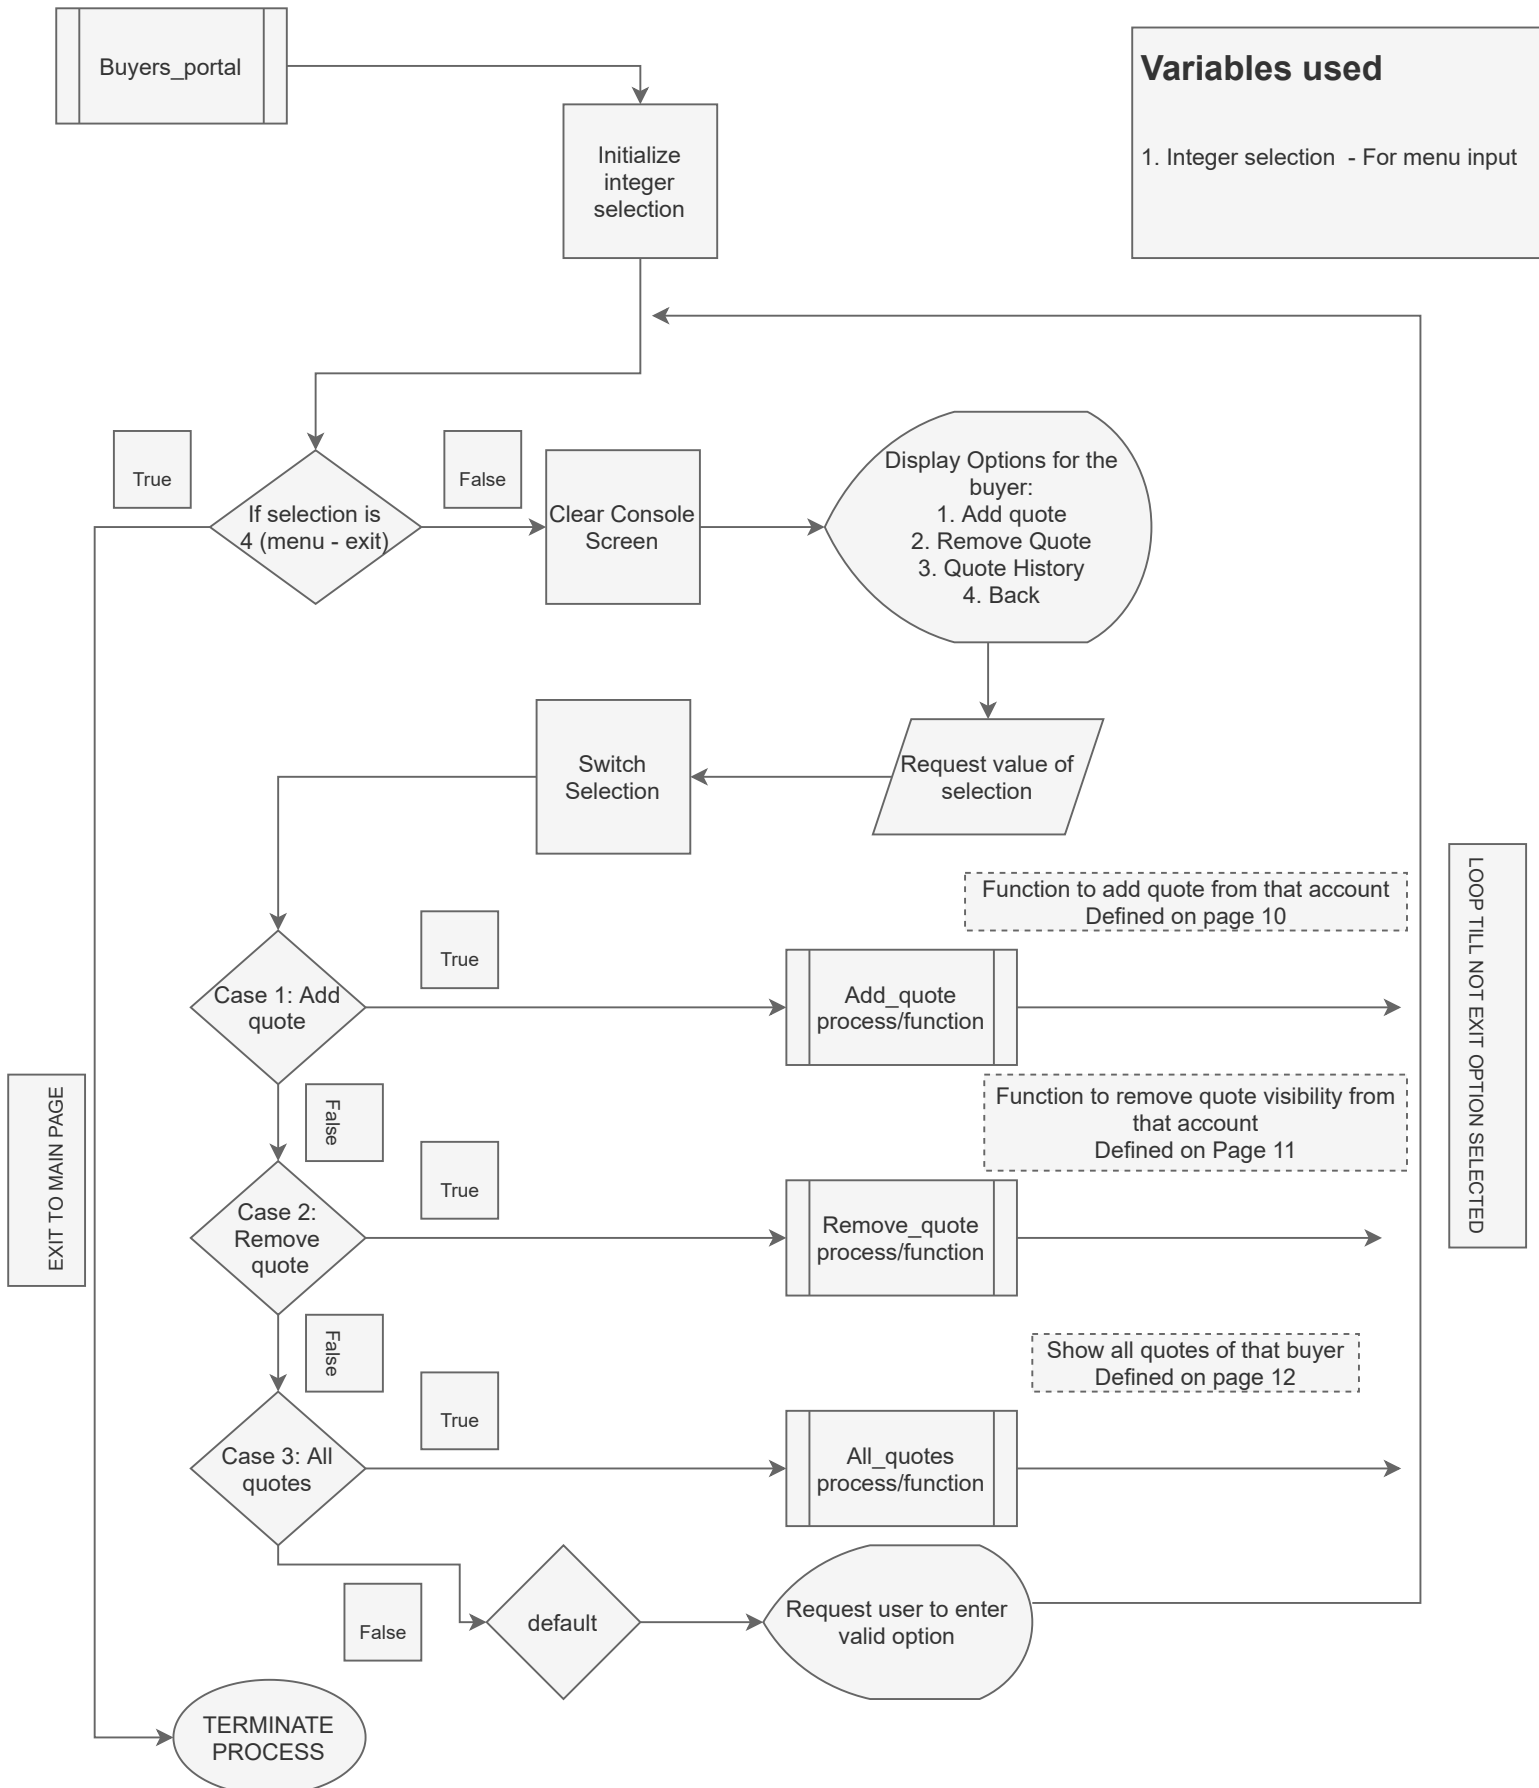 Buyers_portal
Variables used
1. Integer selection  - For menu input
Initialize
integer
selection
True
False
If selection is
4 (menu - exit)
Clear Console
Screen
Display Options for the
buyer:
1. Add quote
2. Remove Quote
3. Quote History
4. Back
Request value of
selection
Switch
Selection
Function to add quote from that account
Defined on page 10
True
Case 1: Add
quote
Add_quote
process/function
LOOP TILL NOT EXIT OPTION SELECTED
EXIT TO MAIN PAGE
False
Function to remove quote visibility from
that account
Defined on Page 11
True
Case 2:
Remove
quote
Remove_quote
process/function
False
Show all quotes of that buyer
Defined on page 12
True
Case 3: All
quotes
All_quotes
process/function
False
default
Request user to enter
valid option
TERMINATE
PROCESS